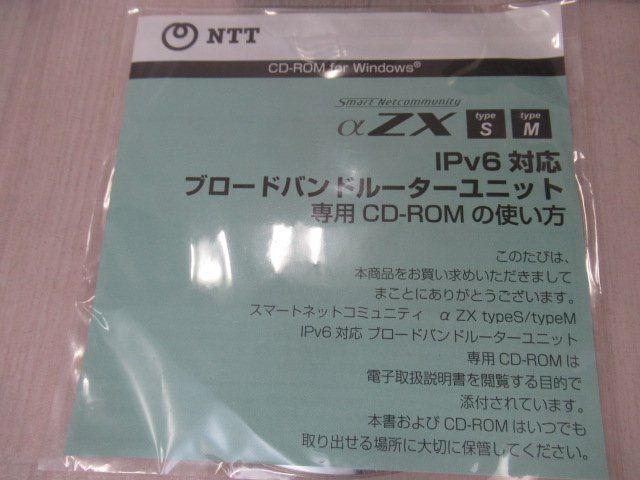 NTT
CD-ROM for Windows®
Smart Netcommunity
αZX type S type M
IPv6 対応
ブロードバンドルーターユニット
専用 CD-ROM の使い方
このたびは、
本商品をお買い求めいただきまして
まことにありがとうございます。
スマートネットコミュニティ α ZX typeS/typeM
IPv6 対応 ブロードバンドルーターユニット
専用 CD-ROM は
電子取扱説明書を閲覧する目的で
添付されています。
本書および CD-ROM はいつでも
取り出せる場所に大切に保管してください。